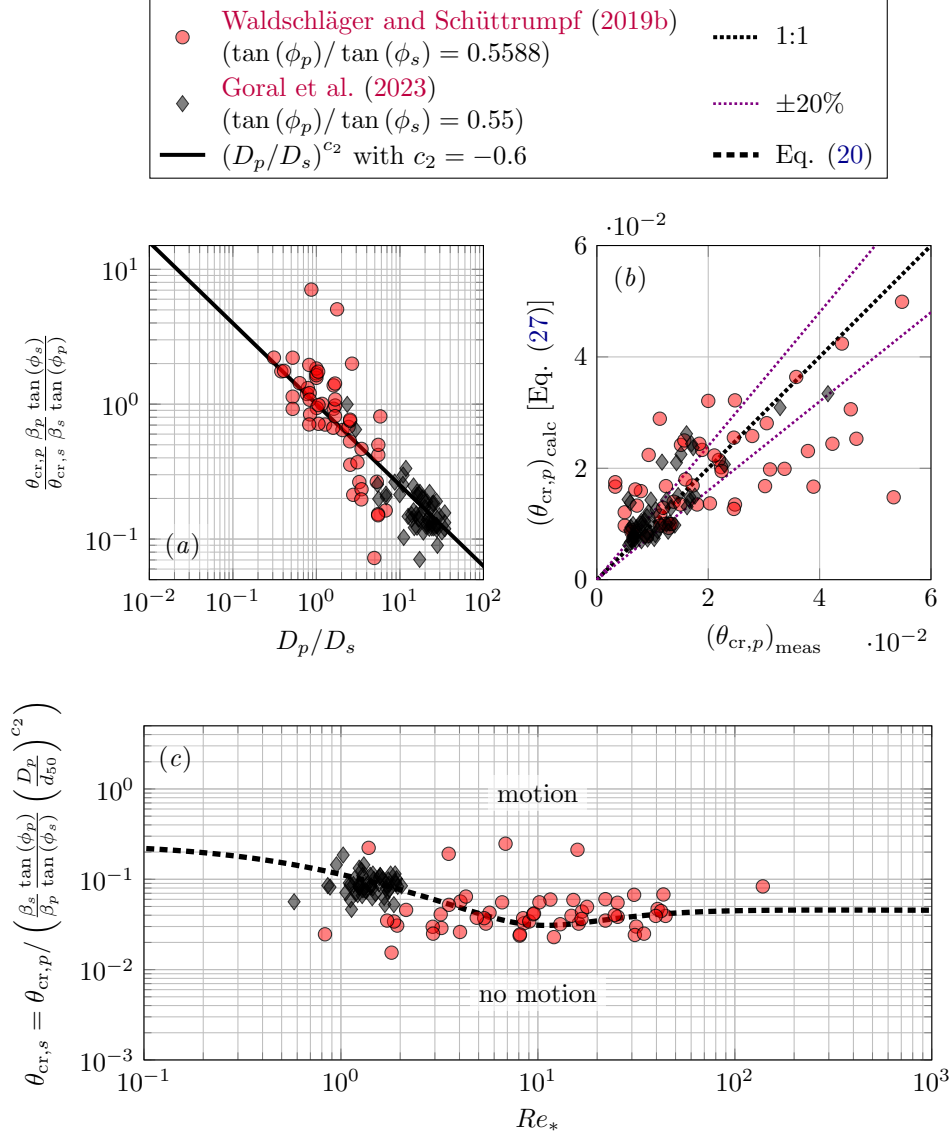 Waldschläger and Schüttrumpf (2019b)
(tan (ϕ_p)/ tan (ϕ_s) = 0.5588)
Goral et al. (2023)
(tan (ϕ_p)/ tan (ϕ_s) = 0.55)
(D_p/D_s)^{c_2} with c_2 = −0.6
1:1
±20%
Eq. (20)
10^1
10^0
10^{−1}
θ_{cr,p} β_p tan (ϕ_s)
θ_{cr,s} β_s tan (ϕ_p)
(a)
10^{−2} 10^{−1} 10^0 10^1 10^2
D_p/D_s
·10^{−2}
6
4
2
0
(θ_{cr,p})_{calc} [Eq. (27)]
(b)
0 2 4 6
(θ_{cr,p})_{meas}
·10^{−2}
10^0
10^{−1}
10^{−2}
10^{−3}
θ_{cr,s} = θ_{cr,p}/ (β_s tan (ϕ_p) / β_p tan (ϕ_s) (D_p / d_{50})^{c_2})
(c)
motion
no motion
10^{−1} 10^0 10^1 10^2 10^3
Re_*